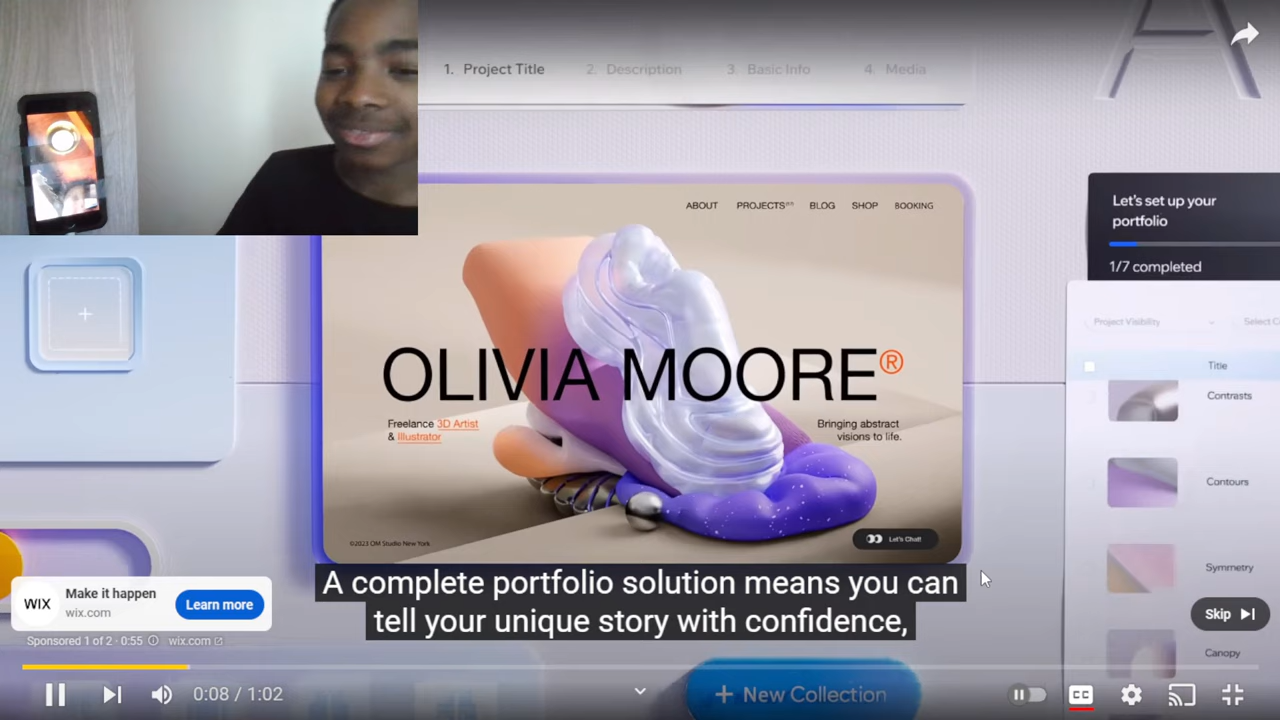 1. Project Title
2. Description
3. Basic Info
4. Media
A
Let's set up your
portfolio
1/7 completed
ABOUT
PROJECTS
BLOG
SHOP
BOOKING
OLIVIA MOORE®
Freelance 3D Artist
& Illustrator
Bringing abstract
visions to life.
©2023 OM Studio New York
Let's Chat!
Project Visibility
Select C
Title
Contrasts
Contours
Symmetry
Canopy
A complete portfolio solution means you can
tell your unique story with confidence,
WIX
Make it happen
wix.com
Learn more
Sponsored 1 of 2 · 0:55
wix.com
Skip
0:08 / 1:02
+ New Collection
CC